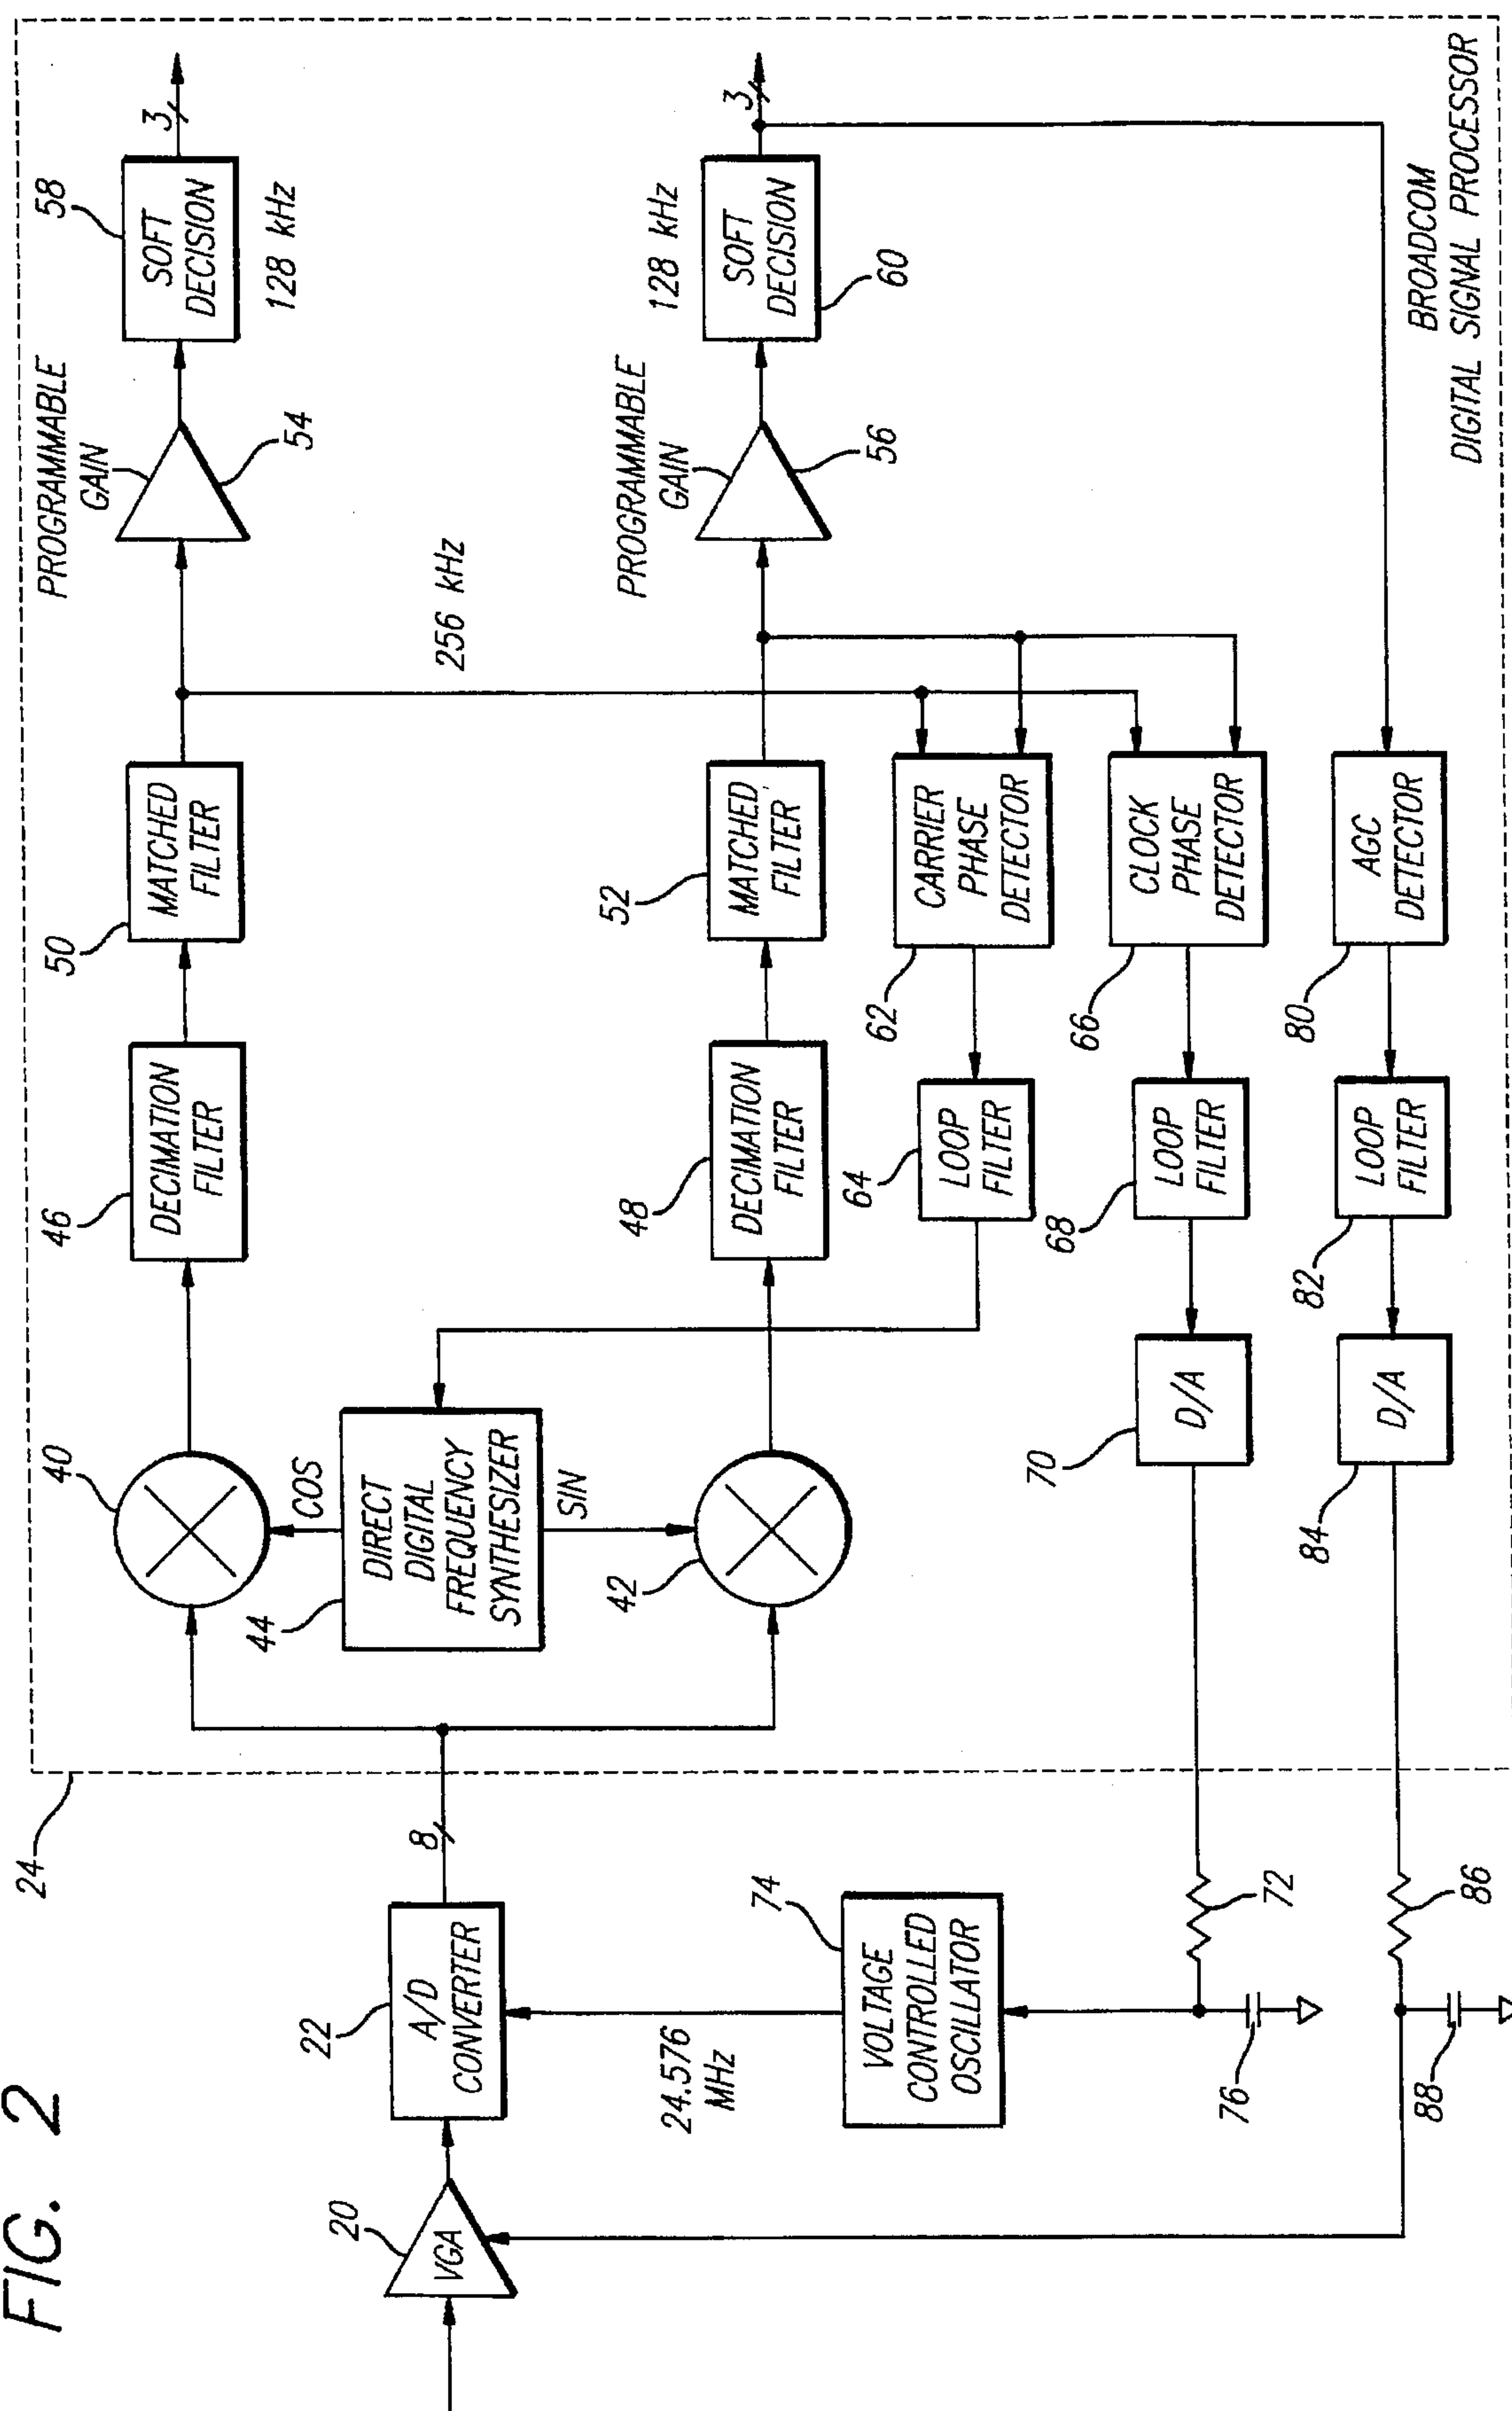 FIG. 2
20
VGA
22
A/D
CONVERTER
8
24
24.576
MHz
74
VOLTAGE
CONTROLLED
OSCILLATOR
76
72
88
86
40
COS
44
DIRECT
DIGITAL
FREQUENCY
SYNTHESIZER
SIN
42
46
DECIMATION
FILTER
50
MATCHED
FILTER
PROGRAMMABLE
GAIN
54
58
SOFT
DECISION
3
128 kHz
256 kHz
48
DECIMATION
FILTER
52
MATCHED
FILTER
PROGRAMMABLE
GAIN
56
128 kHz
SOFT
DECISION
60
3
64
LOOP
FILTER
62
CARRIER
PHASE
DETECTOR
70
D/A
68
LOOP
FILTER
66
CLOCK
PHASE
DETECTOR
84
D/A
82
LOOP
FILTER
80
AGC
DETECTOR
BROADCOM
DIGITAL SIGNAL PROCESSOR